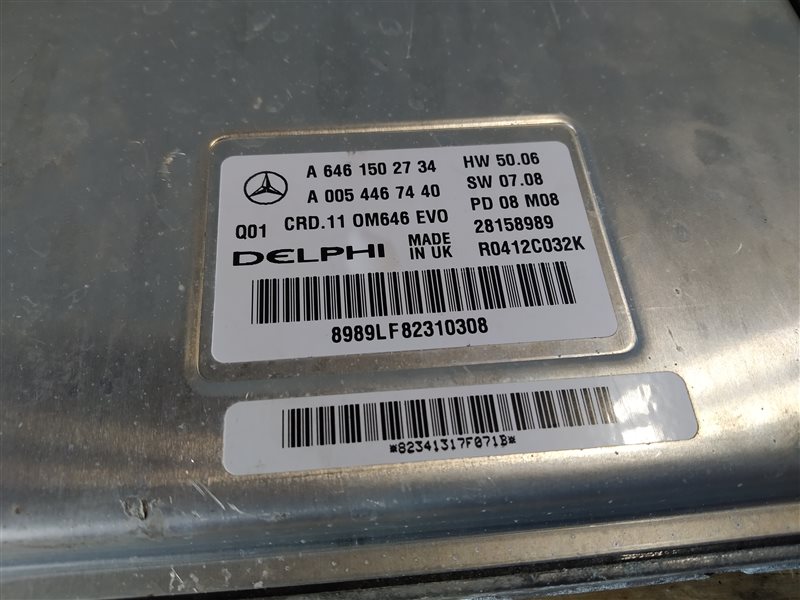 A 646 150 27 34 HW 50.06
A 005 446 74 40 SW 07.08
Q01 CRD.11 OM646 EVO PD 08 M08
28158989
DELPHI MADE IN UK R0412C032K
8989LF82310308
*82341317F071B*